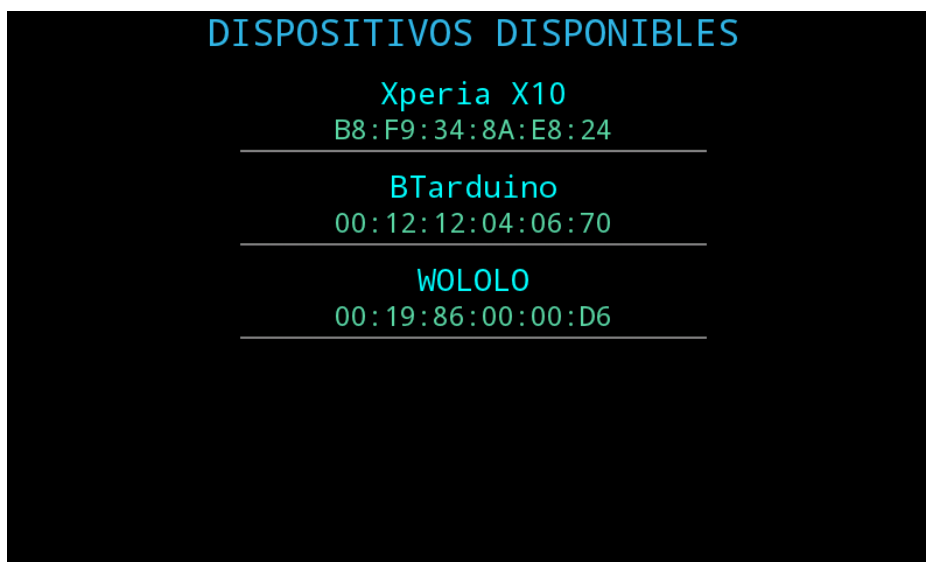 DISPOSITIVOS DISPONIBLES
Xperia X10
B8:F9:34:8A:E8:24
BTarduino
00:12:12:04:06:70
WOLOLO
00:19:86:00:00:D6